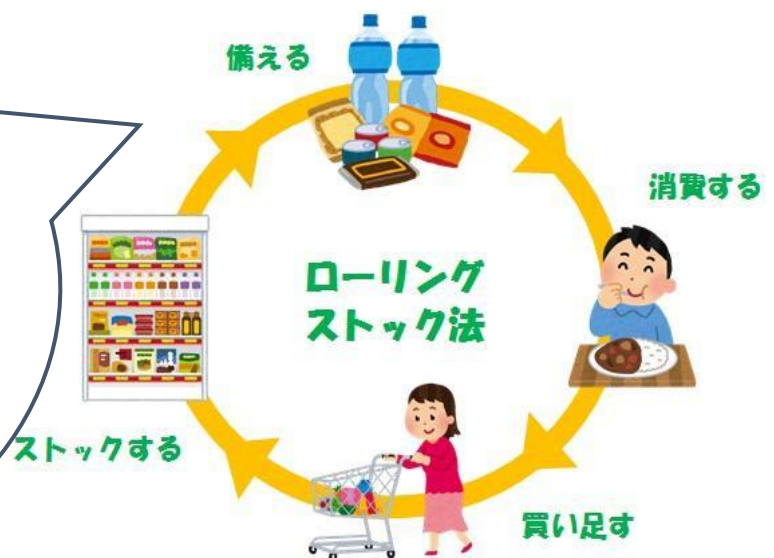 備える
消費する
ローリング
ストック法
ストックする
買い足す